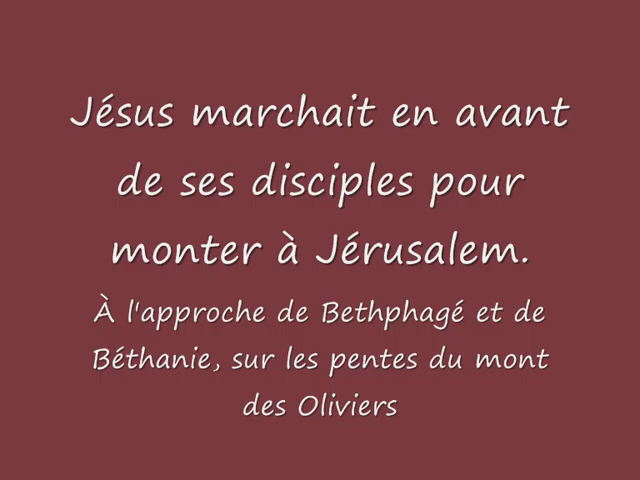 Jésus marchait en avant
de ses disciples pour
monter à Jérusalem.
À l'approche de Bethphagé et de
Béthanie, sur les pentes du mont
des Oliviers